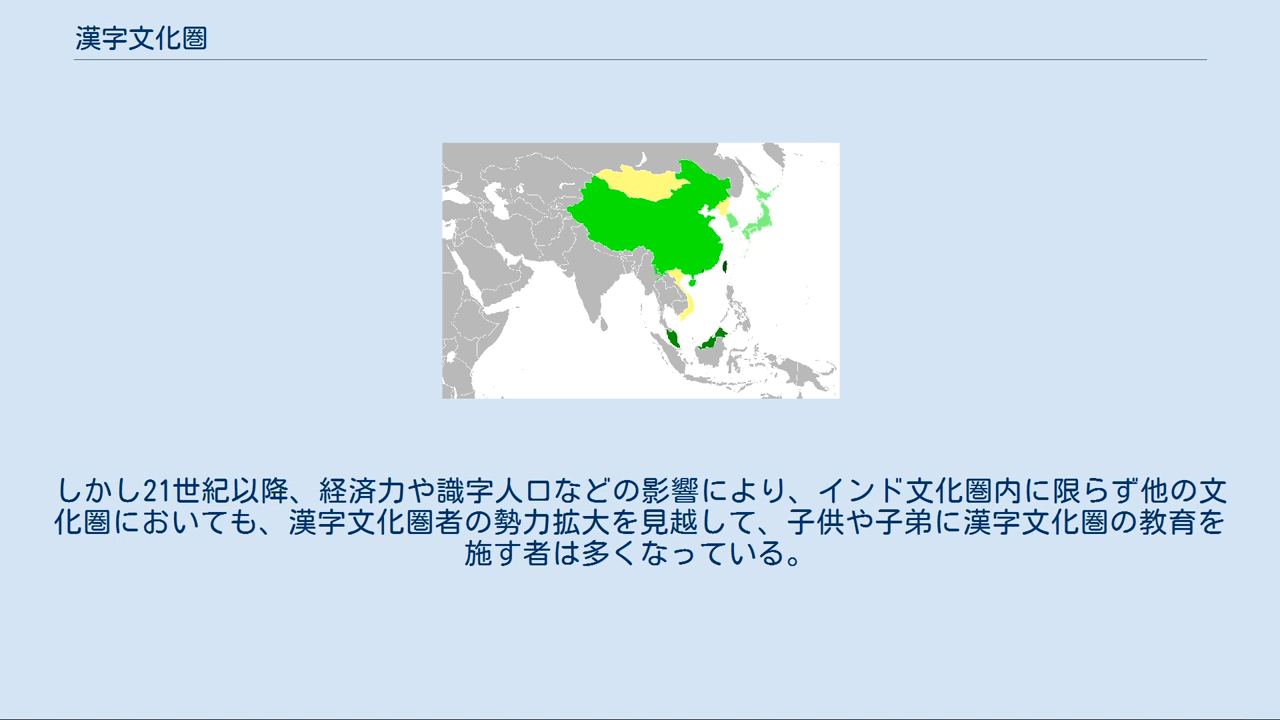 漢字文化圏
しかし21世紀以降、経済力や識字人口などの影響により、インド文化圏内に限らず他の文
化圏においても、漢字文化圏者の勢力拡大を見越して、子供や子弟に漢字文化圏の教育を
施す者は多くなっている。